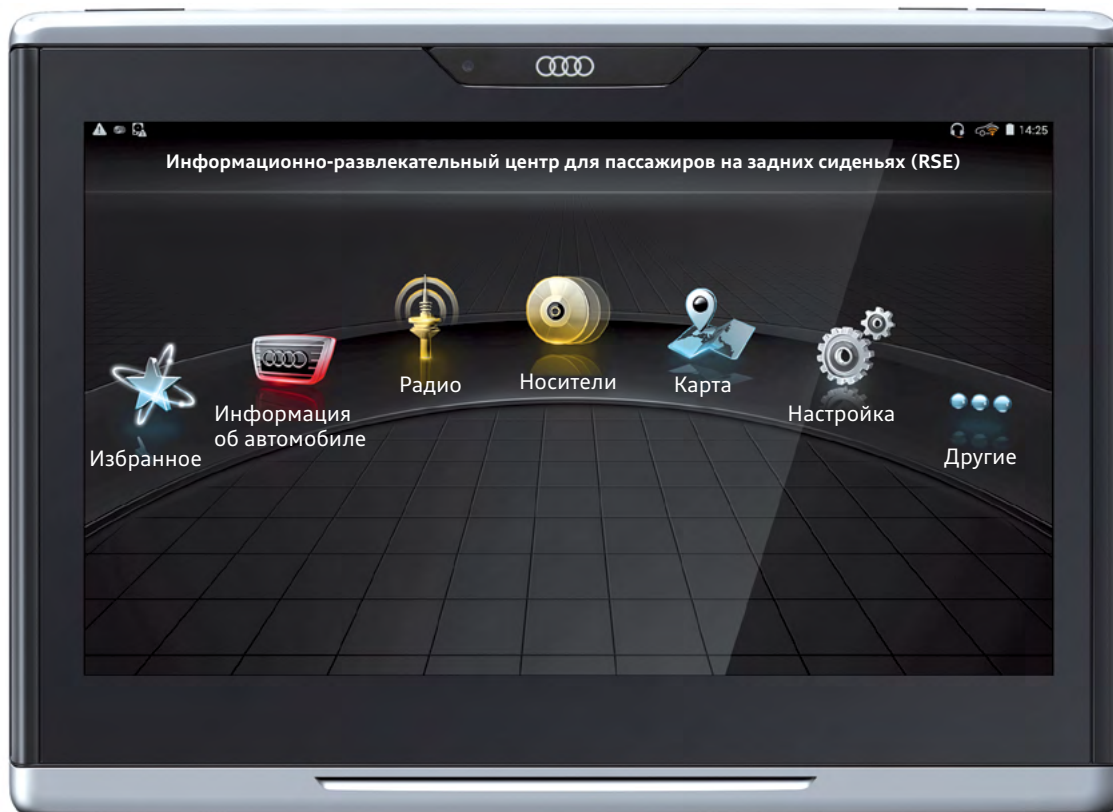 14:25
Информационно-развлекательный центр для пассажиров на задних сиденьях (RSE)
Радио
Носители
Карта
Информация
об автомобиле
Настройка
Избранное
Другие